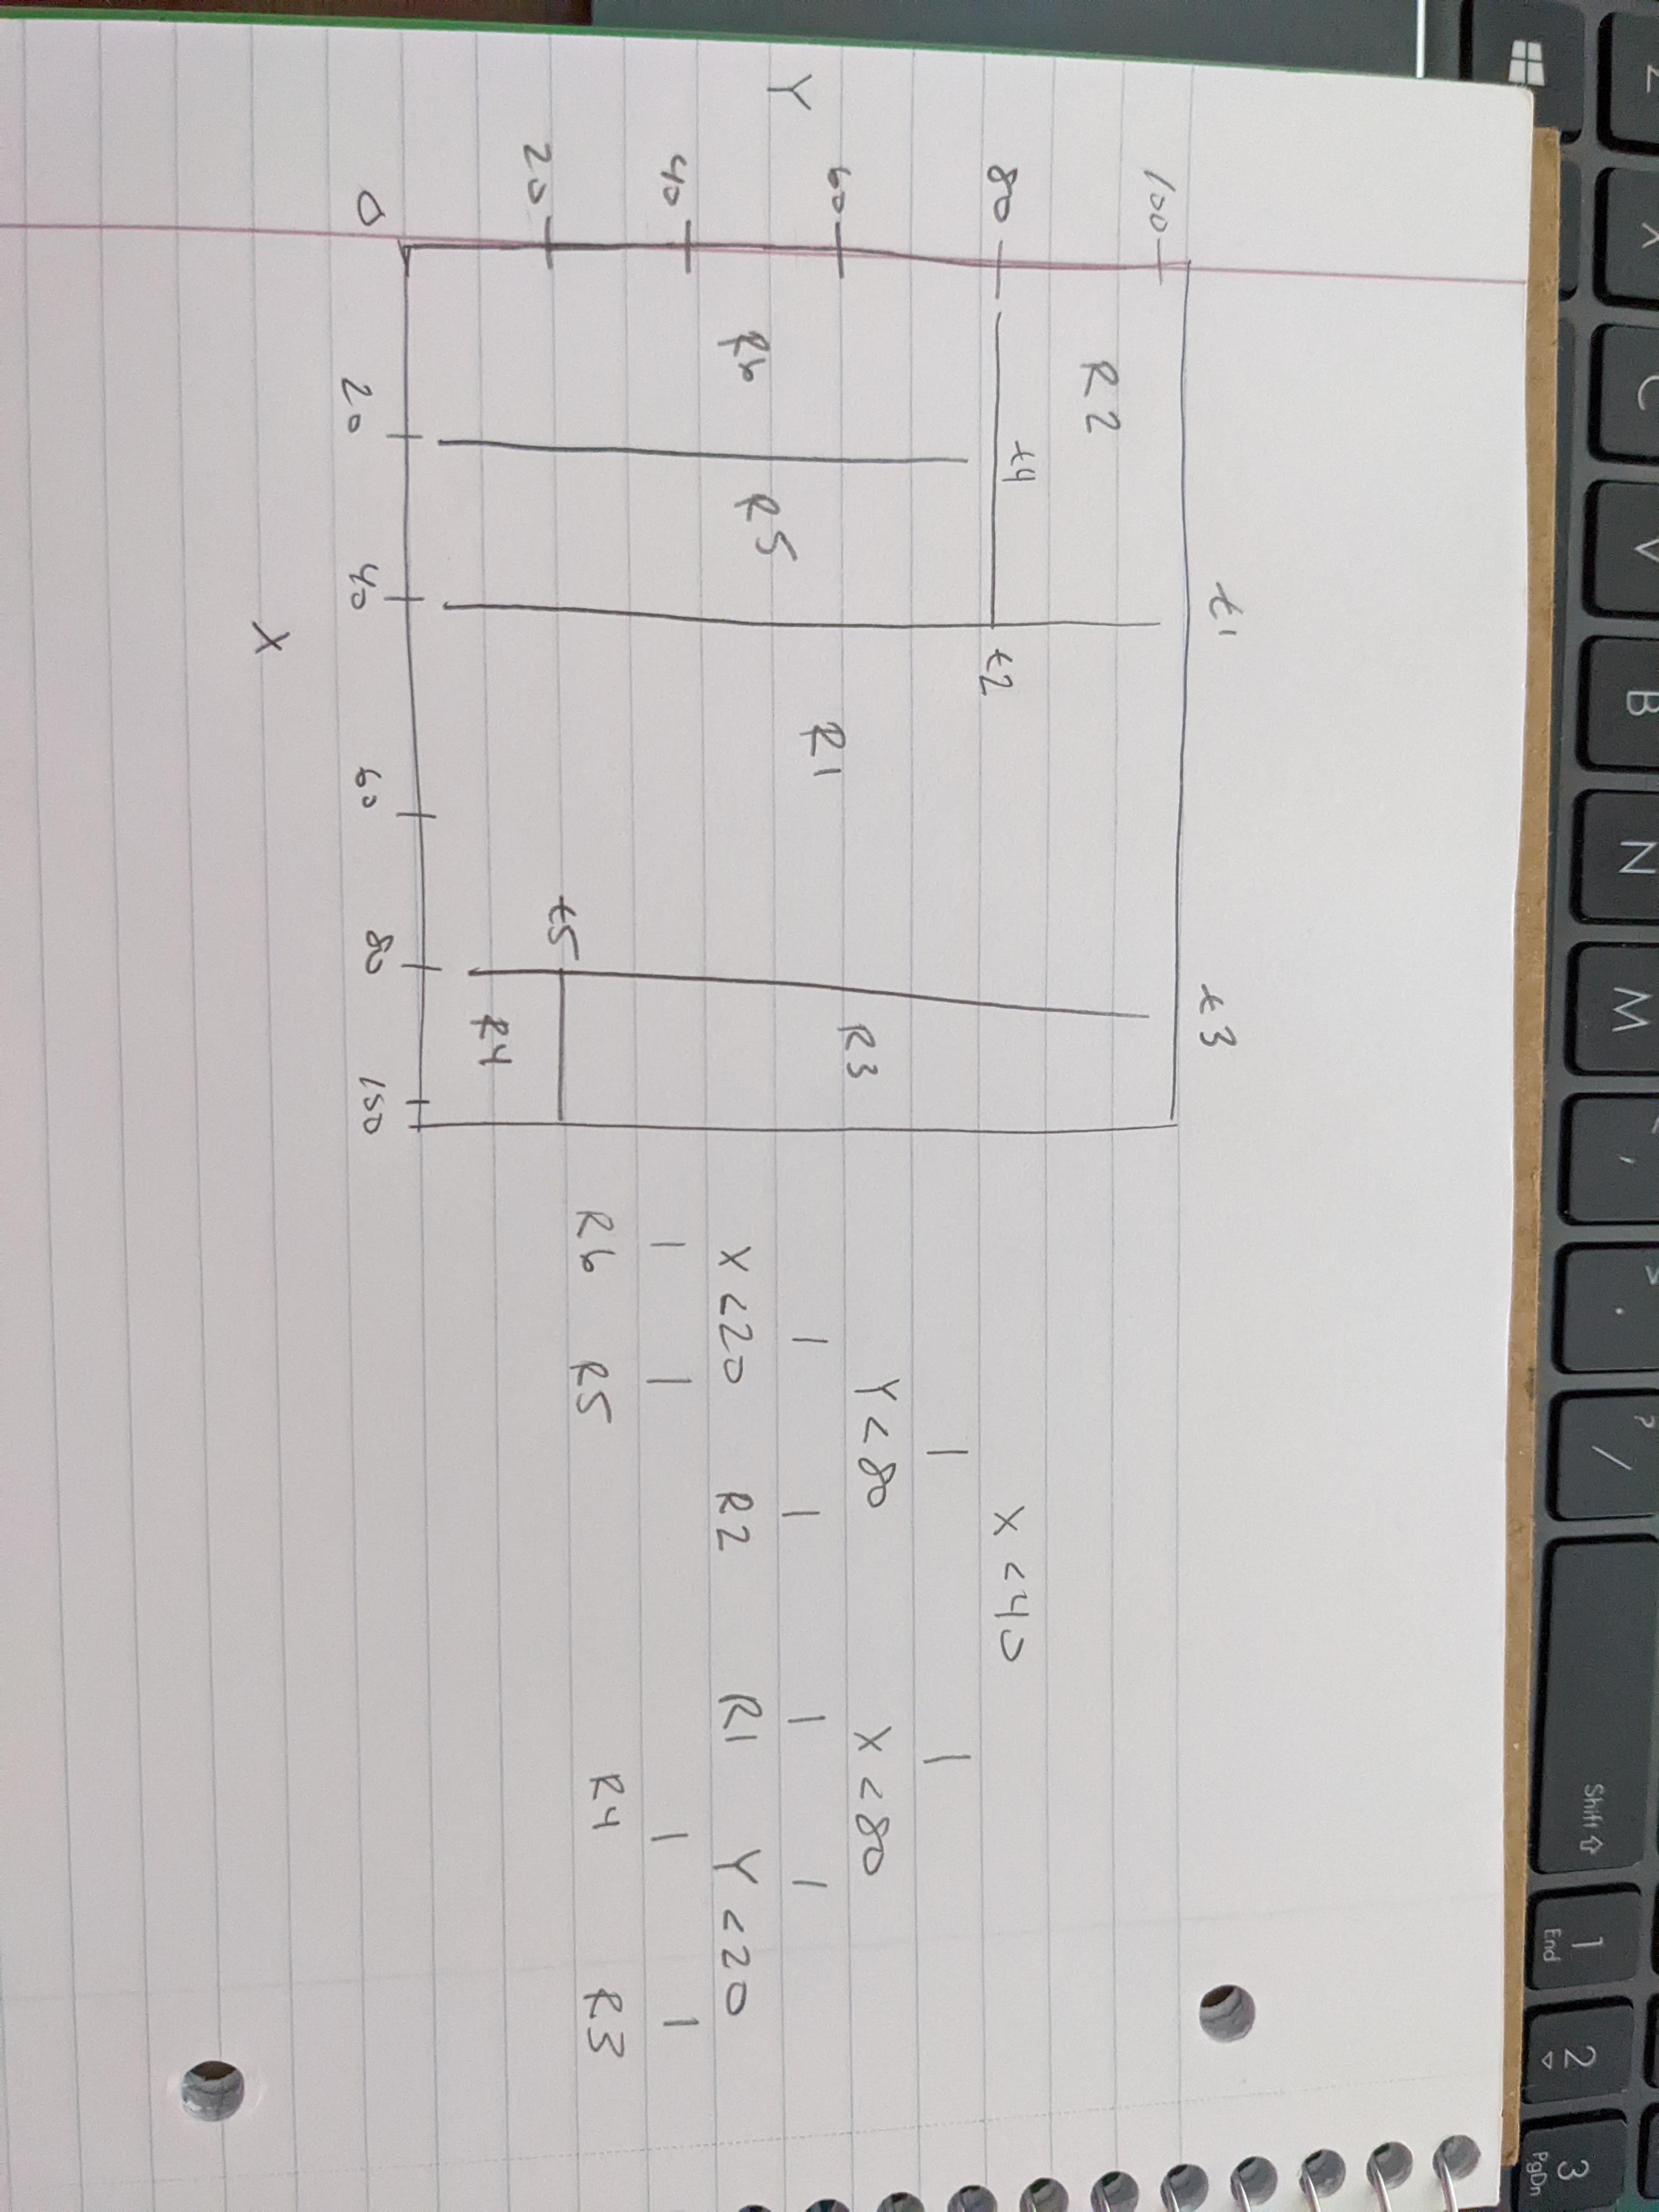 Z X C V B N M , > . ? / Shift ⇧ 1 End 2 3 PgDn
t1 t3
100
R2
80 t4 t2 X <40
60 R1 R3 Y< 80 X <80
Y
40 R6 R5 X <20 R2 R1 Y <20
20 t5 R6 R5 R4 R3
R4
0 20 40 60 80 100
X